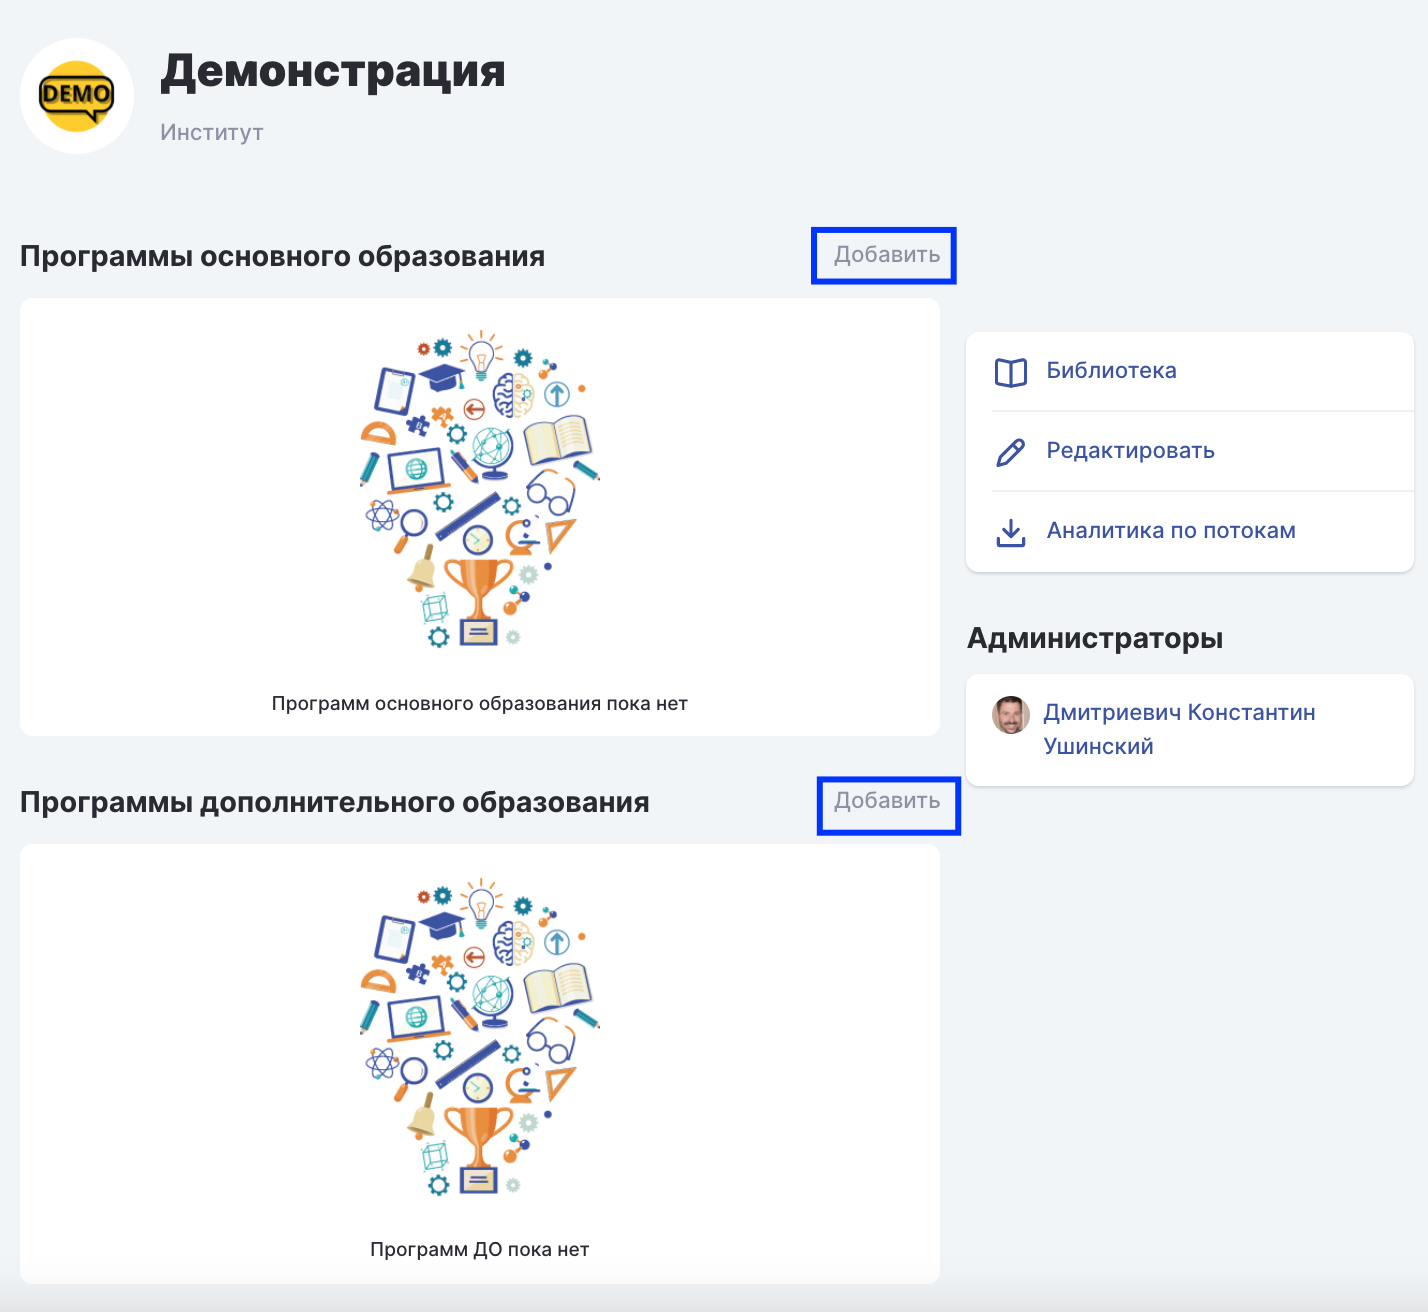 DEMO
Демонстрация
Институт
Программы основного образования
Добавить
Программ основного образования пока нет
Библиотека
Редактировать
Аналитика по потокам
Администраторы
Дмитриевич Константин
Ушинский
Программы дополнительного образования
Добавить
Программ ДО пока нет